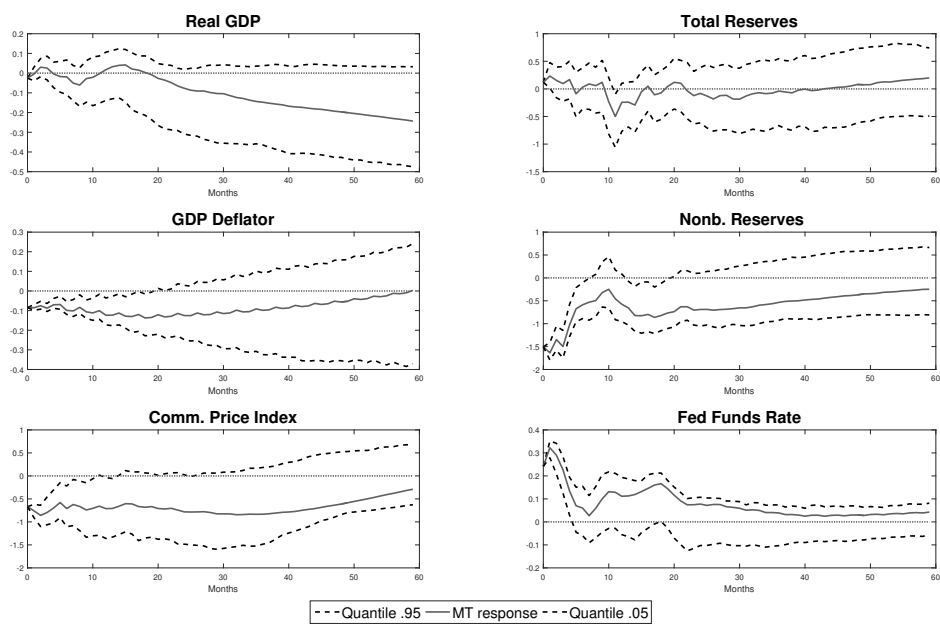 Real GDP
0.2
0.1
0
-0.1
-0.2
-0.3
-0.4
-0.5
0 10 20 30 40 50 60
Months
Total Reserves
1
0.5
0
-0.5
-1
-1.5
0 10 20 30 40 50 60
Months
GDP Deflator
0.3
0.2
0.1
0
-0.1
-0.2
-0.3
-0.4
0 10 20 30 40 50 60
Months
Nonb. Reserves
1
0.5
0
-0.5
-1
-1.5
-2
0 10 20 30 40 50 60
Months
Comm. Price Index
1
0.5
0
-0.5
-1
-1.5
-2
0 10 20 30 40 50 60
Months
Fed Funds Rate
0.4
0.3
0.2
0.1
0
-0.1
-0.2
0 10 20 30 40 50 60
Months
Quantile .95 MT response Quantile .05